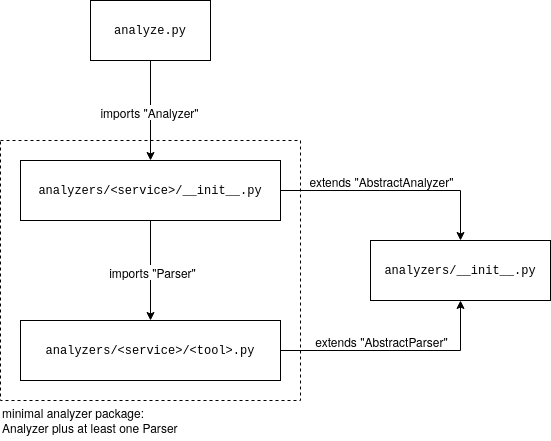 analyze.py
imports "Analyzer"
analyzers/<service>/__init__.py
extends "AbstractAnalyzer"
imports "Parser"
analyzers/__init__.py
analyzers/<service>/<tool>.py
extends "AbstractParser"
minimal analyzer package:
Analyzer plus at least one Parser